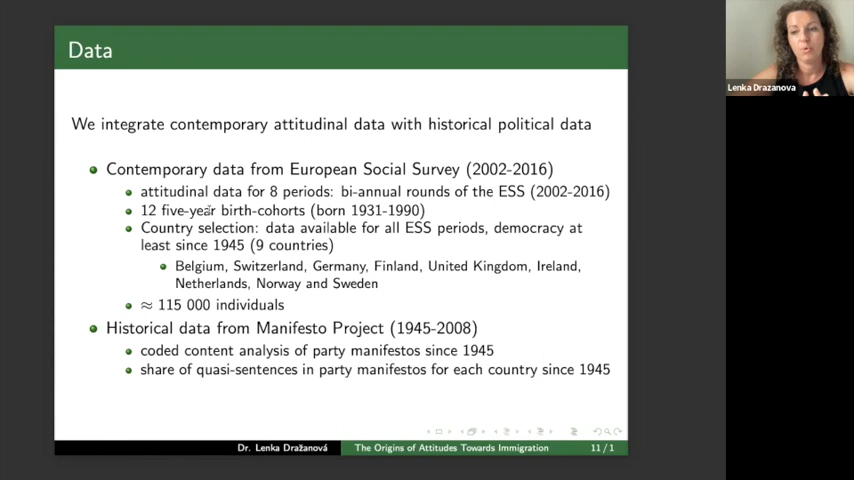 Data
We integrate contemporary attitudinal data with historical political data
Contemporary data from European Social Survey (2002-2016)
attitudinal data for 8 periods: bi-annual rounds of the ESS (2002-2016)
12 five-year birth-cohorts (born 1931-1990)
Country selection: data available for all ESS periods, democracy at
least since 1945 (9 countries)
Belgium, Switzerland, Germany, Finland, United Kingdom, Ireland,
Netherlands, Norway and Sweden
≈ 115 000 individuals
Historical data from Manifesto Project (1945-2008)
coded content analysis of party manifestos since 1945
share of quasi-sentences in party manifestos for each country since 1945
Dr. Lenka Dražanová The Origins of Attitudes Towards Immigration 11 / 1
Lenka Drazanova